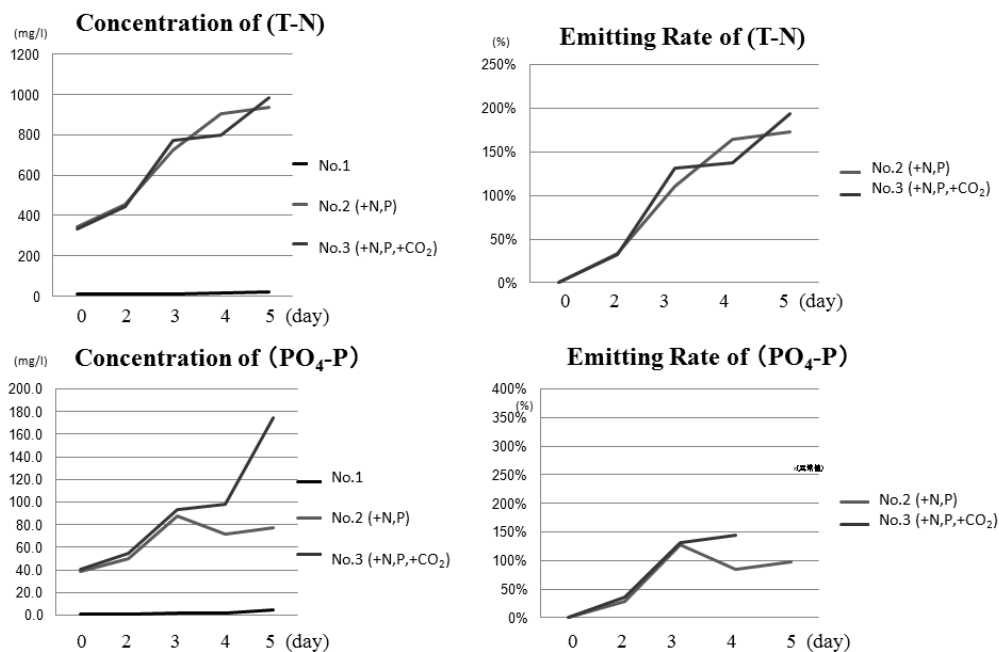 Concentration of (T-N)
(mg/l)
1200
1000
800
600
400
200
0
0 2 3 4 5 (day)
No.1
No.2 (+N,P)
No.3 (+N,P,+CO₂)
Emitting Rate of (T-N)
(%)
250%
200%
150%
100%
50%
0%
0 2 3 4 5 (day)
No.2 (+N,P)
No.3 (+N,P,+CO₂)
Concentration of（PO₄-P）
(mg/l)
200.0
180.0
160.0
140.0
120.0
100.0
80.0
60.0
40.0
20.0
0.0
0 2 3 4 5 (day)
No.1
No.2 (+N,P)
No.3 (+N,P,+CO₂)
Emitting Rate of（PO₄-P）
400%
(%)
350%
300%
250%
200%
150%
100%
50%
0%
0 2 3 4 5 (day)
No.2 (+N,P)
No.3 (+N,P,+CO₂)